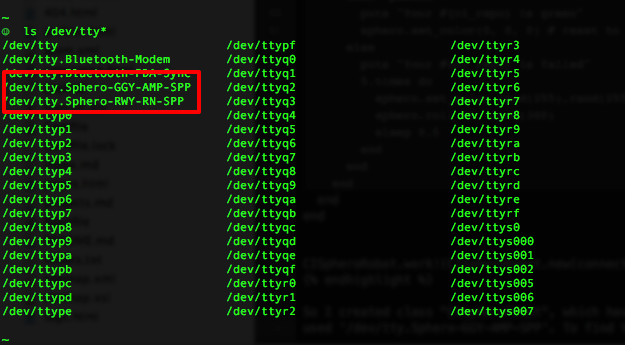 ~
☺ ls /dev/tty*
/dev/tty /dev/ttypf /dev/ttyr3
/dev/tty.Bluetooth-Modem /dev/ttyq0 /dev/ttyr4
/dev/tty.Bluetooth-PDA-Sync /dev/ttyq1 /dev/ttyr5
/dev/tty.Sphero-GGY-AMP-SPP /dev/ttyq2 /dev/ttyr6
/dev/tty.Sphero-RWY-RN-SPP /dev/ttyq3 /dev/ttyr7
/dev/ttyp0 /dev/ttyq4 /dev/ttyr8
/dev/ttyp1 /dev/ttyq5 /dev/ttyr9
/dev/ttyp2 /dev/ttyq6 /dev/ttyra
/dev/ttyp3 /dev/ttyq7 /dev/ttyrb
/dev/ttyp4 /dev/ttyq8 /dev/ttyrc
/dev/ttyp5 /dev/ttyq9 /dev/ttyrd
/dev/ttyp6 /dev/ttyqa /dev/ttyre
/dev/ttyp7 /dev/ttyqb /dev/ttyrf
/dev/ttyp8 /dev/ttyqc /dev/ttys0
/dev/ttyp9 /dev/ttyqd /dev/ttys000
/dev/ttypa /dev/ttyqe /dev/ttys001
/dev/ttypb /dev/ttyqf /dev/ttys002
/dev/ttypc /dev/ttyr0 /dev/ttys005
/dev/ttypd /dev/ttyr1 /dev/ttys006
/dev/ttype /dev/ttyr2 /dev/ttys007
~